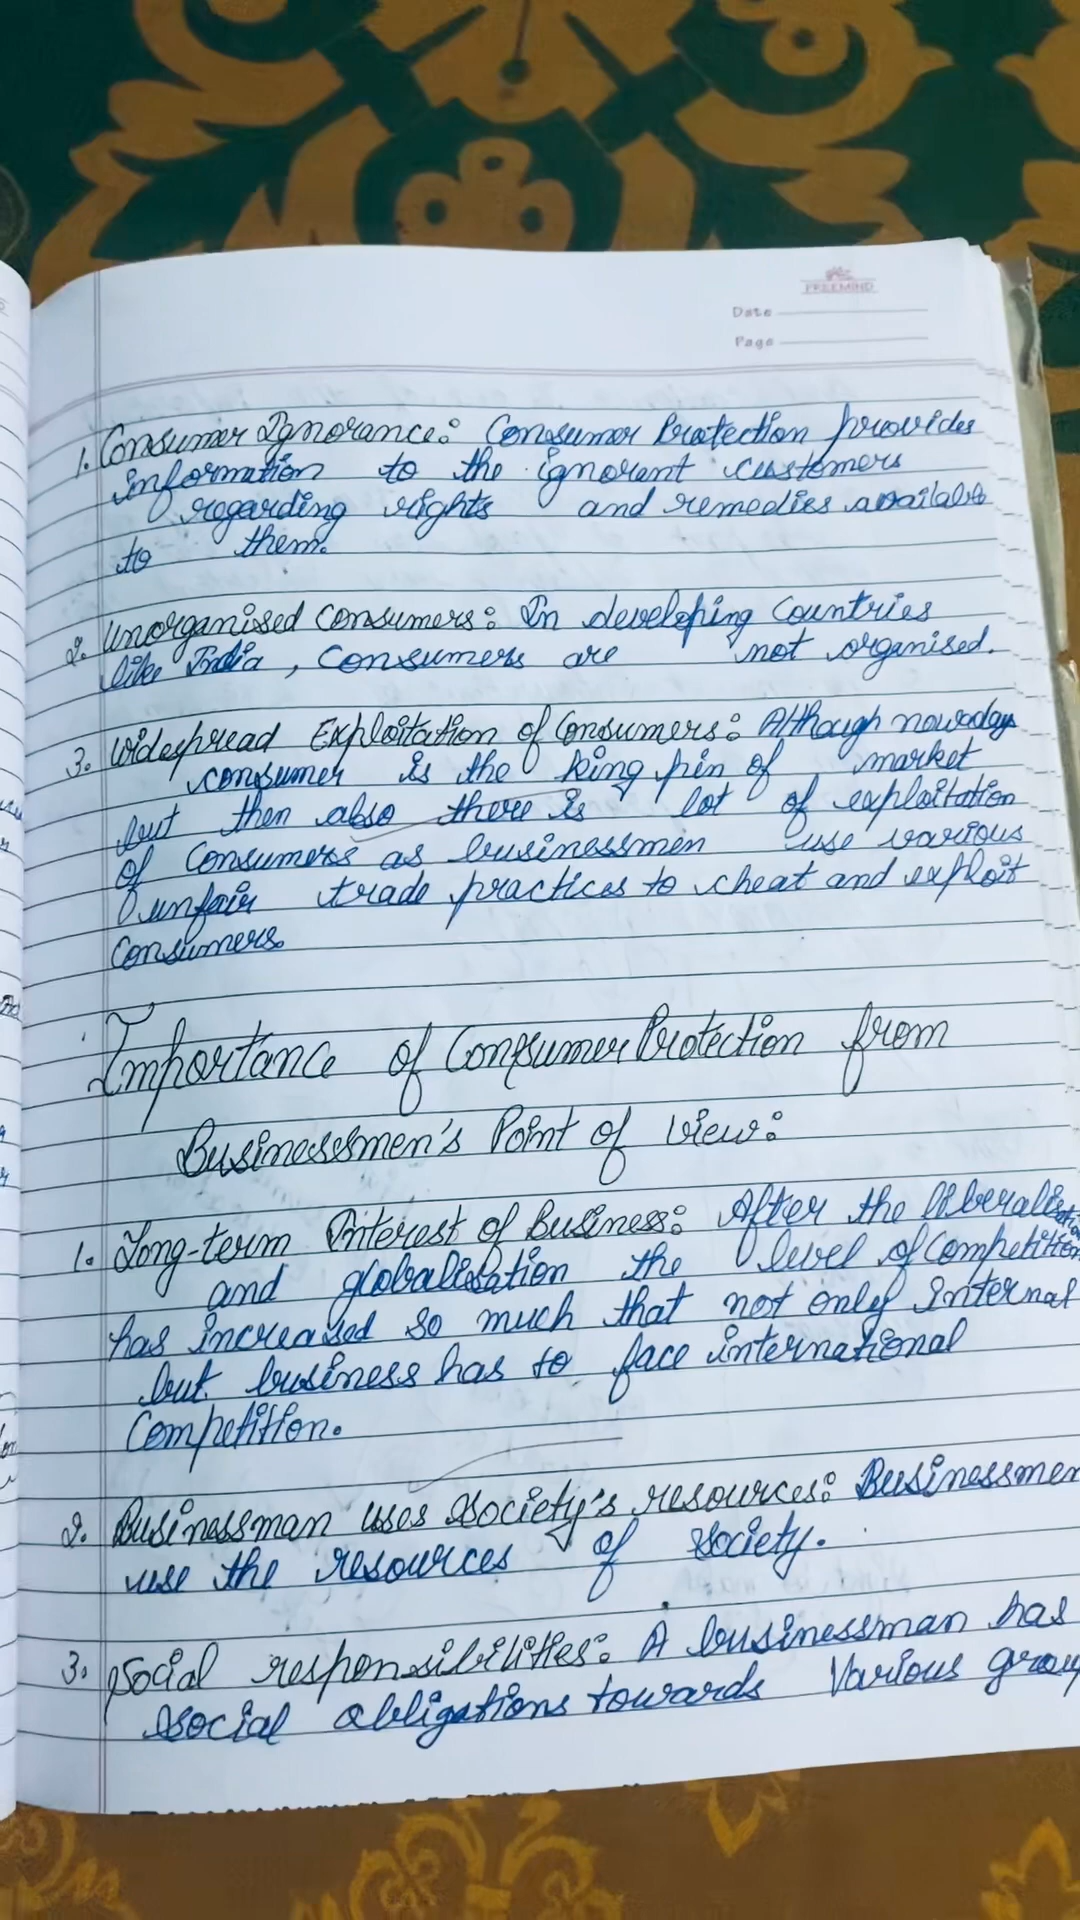 FREEMIND
Date
Page
1. Consumer Ignorance: Consumer Protection provides
information to the ignorent customers
regarding rights and remedies available
to them.
2. Unorganised Consumers: In developing Countries
like India, Consumers are not organised.
3. Widespread Exploitation of Consumers: Although nowaday
consumer is the king pin of market
but then also there is lot of exploitation
of Consumers as businessmen use various
unfair trade practices to cheat and exploit
Consumers.
Importance of Consumer Protection from
Businessmen's Point of view:
1. Long-term Interest of Business: After the liberalisation
and globalisation the level of Competition
has increased so much that not only internal
but business has to face international
Competition.
2. Businessman uses Society's resources: Businessmen
use the resources of Society.
3. Social responsibilities: A businessman has
social obligations towards Various